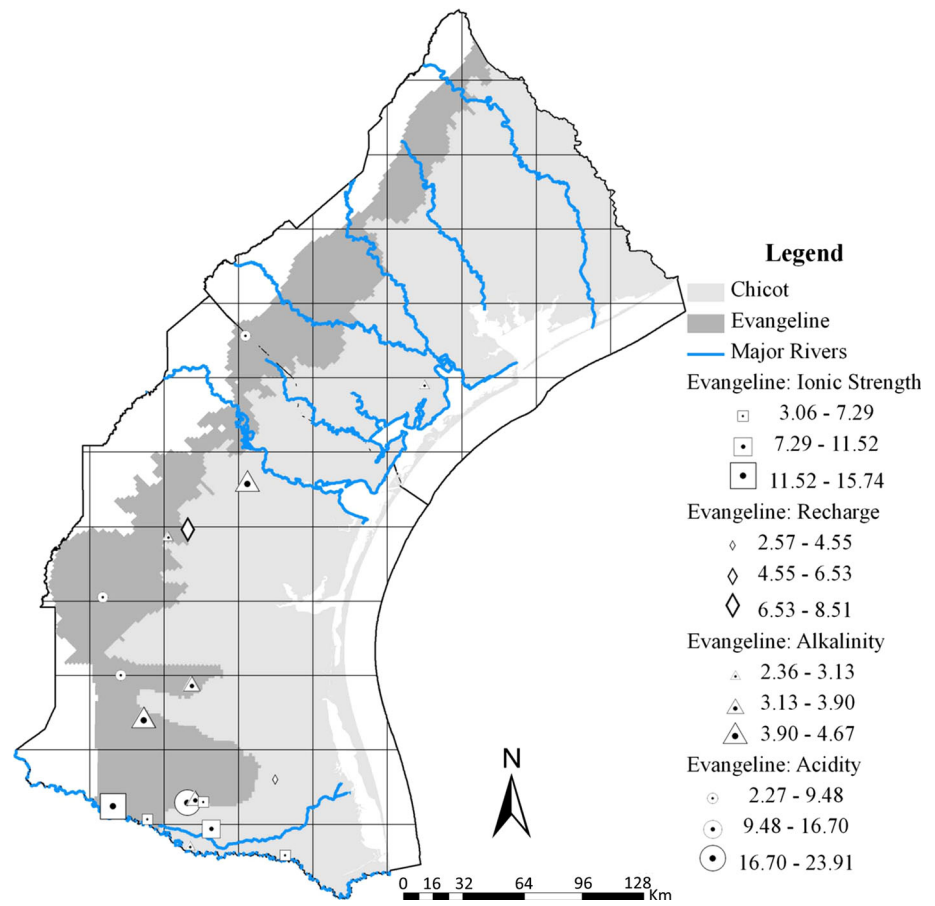 Legend
Chicot
Evangeline
Major Rivers
Evangeline: Ionic Strength
3.06 - 7.29
7.29 - 11.52
11.52 - 15.74
Evangeline: Recharge
2.57 - 4.55
4.55 - 6.53
6.53 - 8.51
Evangeline: Alkalinity
2.36 - 3.13
3.13 - 3.90
3.90 - 4.67
Evangeline: Acidity
2.27 - 9.48
9.48 - 16.70
16.70 - 23.91
N
0 16 32 64 96 128
Km